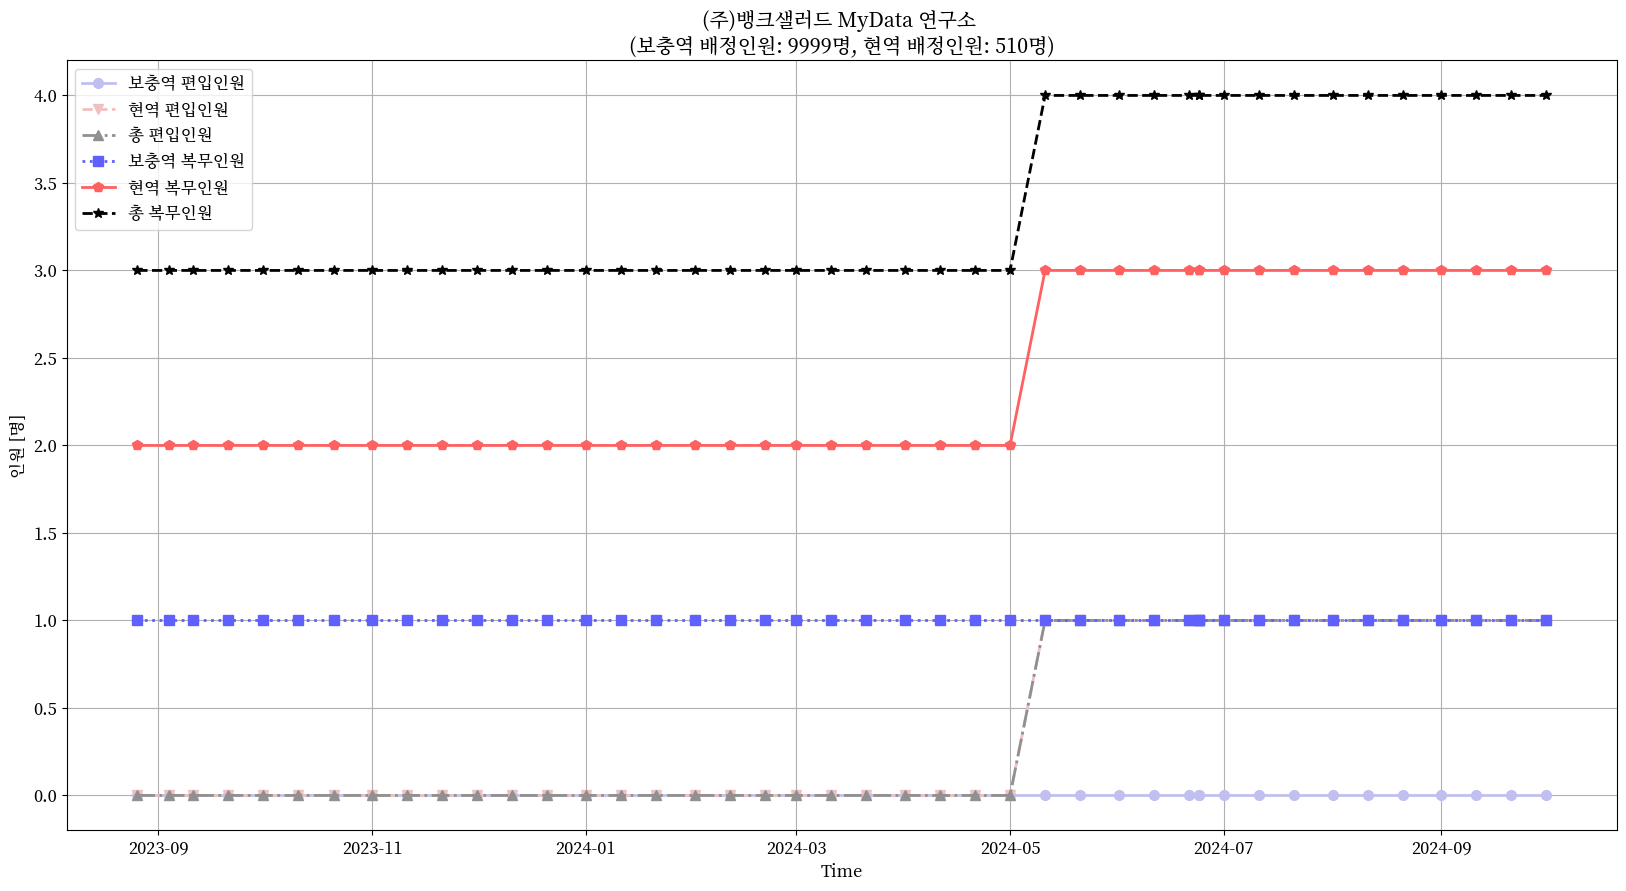 (주)뱅크샐러드 MyData 연구소
(보충역 배정인원: 9999명, 현역 배정인원: 510명)
보충역 편입인원
현역 편입인원
총 편입인원
보충역 복무인원
현역 복무인원
총 복무인원
4.0
3.5
3.0
2.5
2.0
1.5
1.0
0.5
0.0
인원 [명]
2023-09 2023-11 2024-01 2024-03 2024-05 2024-07 2024-09
Time